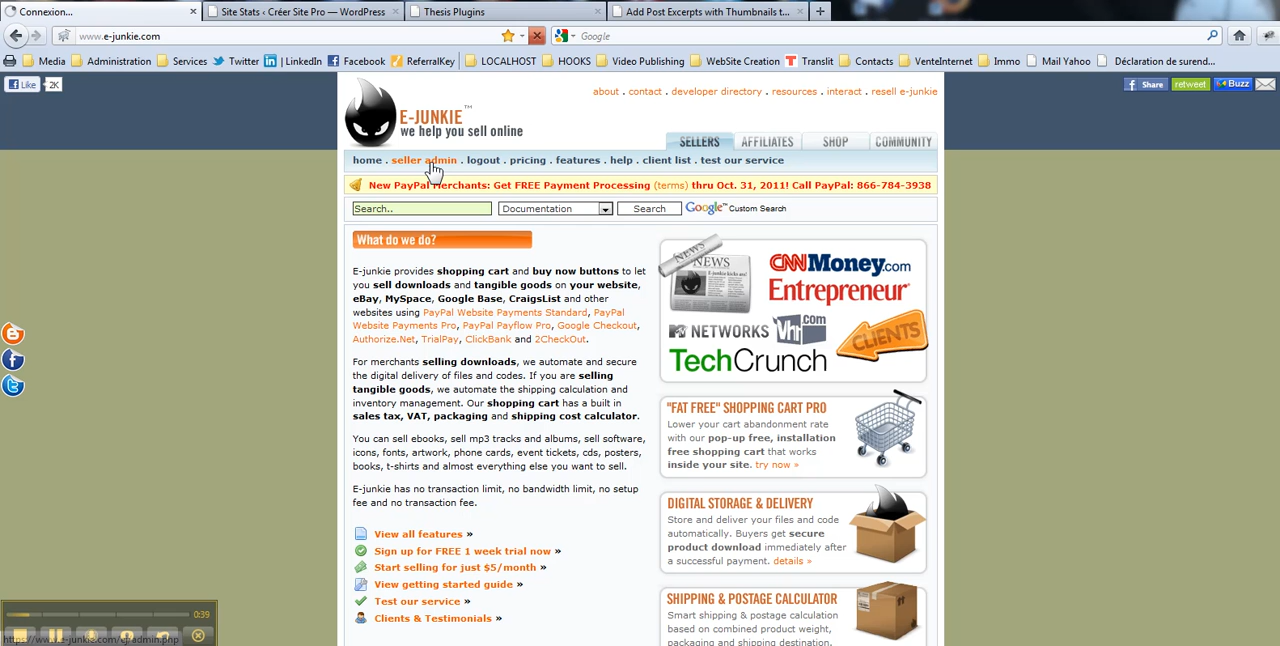 Connexion...
Site Stats ‹ Créer Site Pro — WordPress
Thesis Plugins
Add Post Excerpts with Thumbnails t...
www.e-junkie.com
Google
Media Administration Services Twitter LinkedIn Facebook ReferralKey LOCALHOST HOOKS Video Publishing WebSite Creation Translit Contacts VenteInternet Immo Mail Yahoo Déclaration de surend...
Like 2K
Share retweet Buzz
about . contact . developer directory . resources . interact . resell e-junkie
E-JUNKIE™
we help you sell online
SELLERS AFFILIATES SHOP COMMUNITY
home . seller admin . logout . pricing . features . help . client list . test our service
New PayPal Merchants: Get FREE Payment Processing (terms) thru Oct. 31, 2011! Call PayPal: 866-784-3938
Search.. Documentation Search Google™ Custom Search
What do we do?
E-junkie provides shopping cart and buy now buttons to let
you sell downloads and tangible goods on your website,
eBay, MySpace, Google Base, CraigsList and other
websites using PayPal Website Payments Standard, PayPal
Website Payments Pro, PayPal Payflow Pro, Google Checkout,
Authorize.Net, TrialPay, ClickBank and 2CheckOut.
For merchants selling downloads, we automate and secure
the digital delivery of files and codes. If you are selling
tangible goods, we automate the shipping calculation and
inventory management. Our shopping cart has a built in
sales tax, VAT, packaging and shipping cost calculator.
You can sell ebooks, sell mp3 tracks and albums, sell software,
icons, fonts, artwork, phone cards, event tickets, cds, posters,
books, t-shirts and almost everything else you want to sell.
E-junkie has no transaction limit, no bandwidth limit, no setup
fee and no transaction fee.
View all features »
Sign up for FREE 1 week trial now »
Start selling for just $5/month »
View getting started guide »
Test our service »
Clients & Testimonials »
NEWS
NEWS
CNNMoney.com
Entrepreneur
MTV NETWORKS Vh1.com
TechCrunch
CLIENTS
"FAT FREE" SHOPPING CART PRO
Lower your cart abandonment rate
with our pop-up free, installation
free shopping cart that works
inside your site. try now »
DIGITAL STORAGE & DELIVERY
Store and deliver your files and code
automatically. Buyers get secure
product download immediately after
a successful payment. details »
SHIPPING & POSTAGE CALCULATOR
Smart shipping & postage calculation
based on combined product weight,
packaging and shipping destination.
0:39